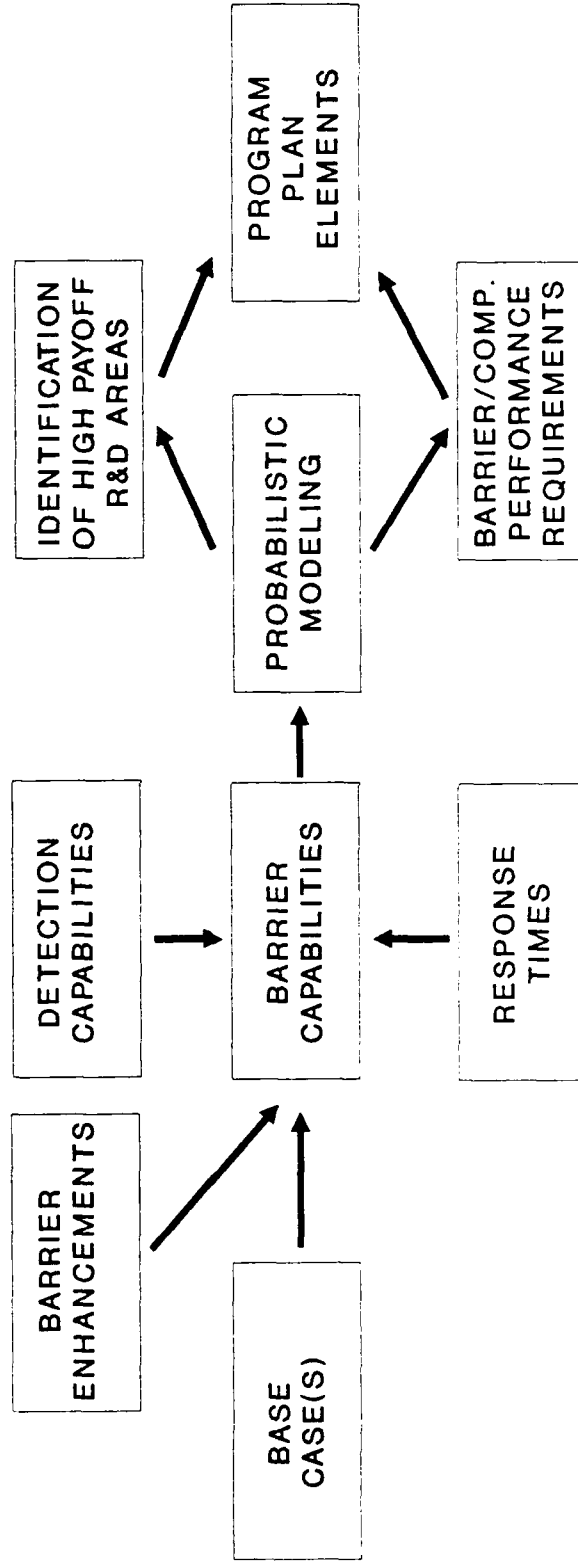 BARRIER
ENHANCEMENTS
BASE
CASE(S)
DETECTION
CAPABILITIES
BARRIER
CAPABILITIES
RESPONSE
TIMES
PROBABILISTIC
MODELING
IDENTIFICATION
OF HIGH PAYOFF
R&D AREAS
BARRIER/COMP.
PERFORMANCE
REQUIREMENTS
PROGRAM
PLAN
ELEMENTS